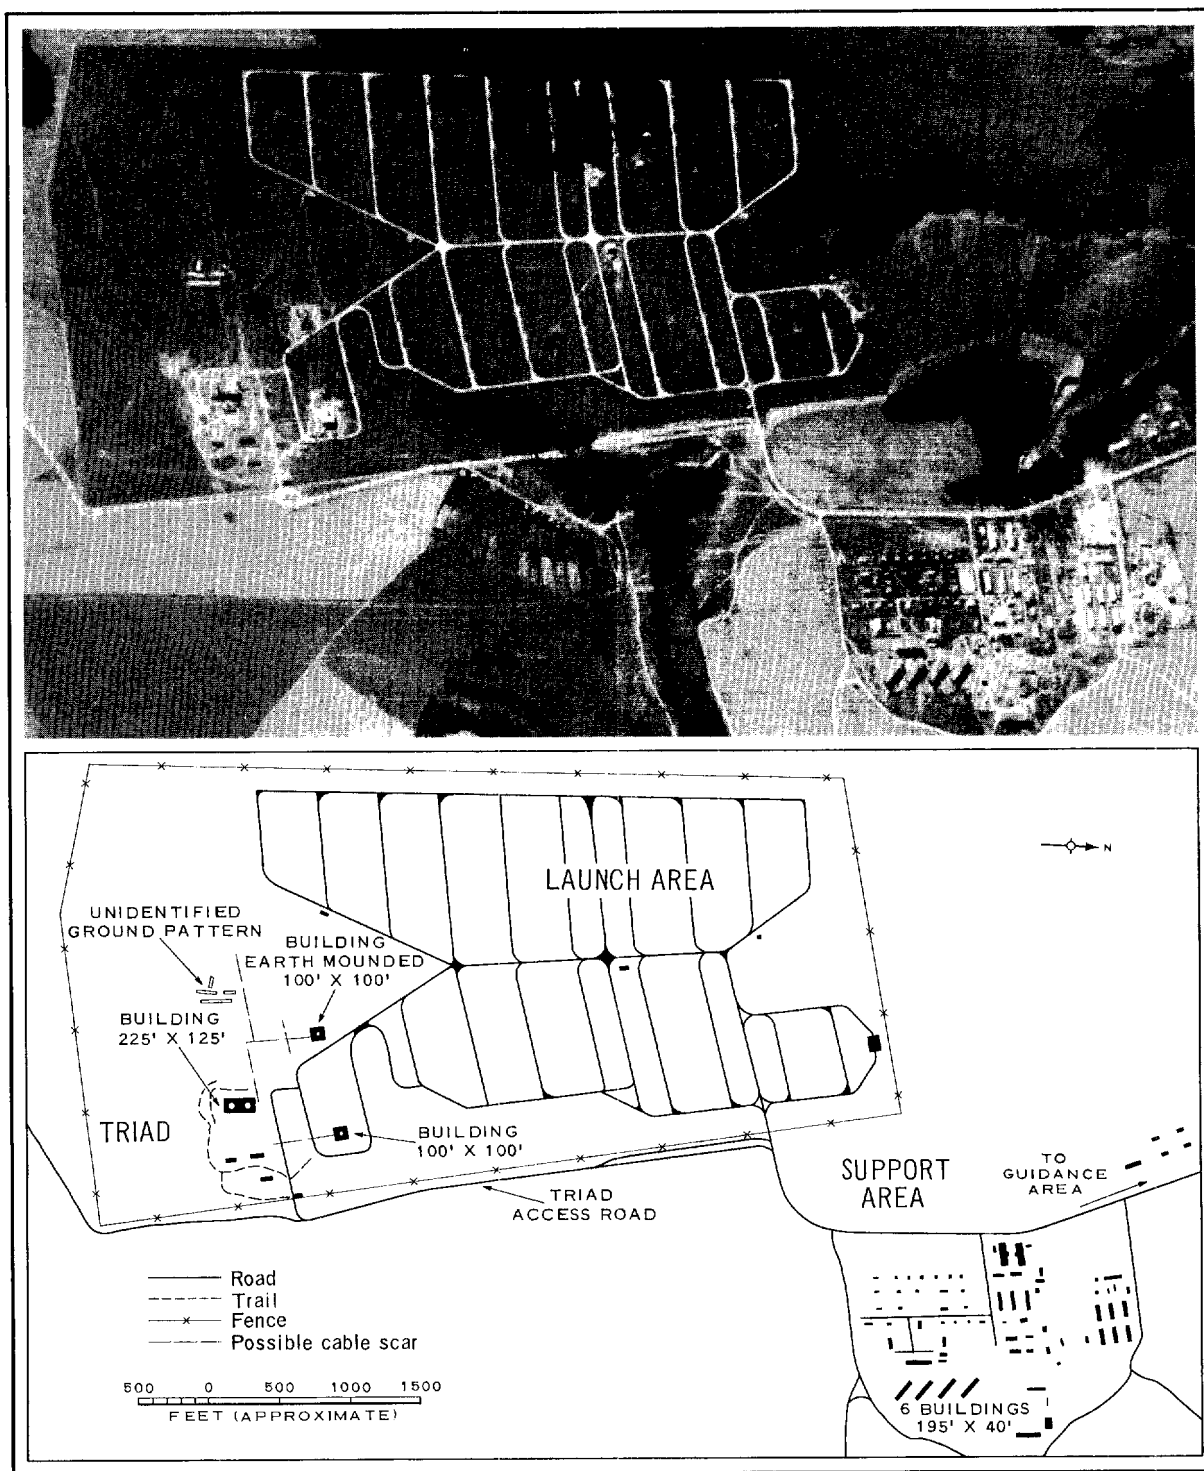 LAUNCH AREA
N
UNIDENTIFIED
GROUND PATTERN
BUILDING
EARTH MOUNDED
100' X 100'
BUILDING
225' X 125'
TRIAD
BUILDING
100' X 100'
TRIAD
ACCESS ROAD
SUPPORT
AREA
TO
GUIDANCE
AREA
Road
Trail
Fence
Possible cable scar
500 0 500 1000 1500
FEET (APPROXIMATE)
6 BUILDINGS
195' X 40'